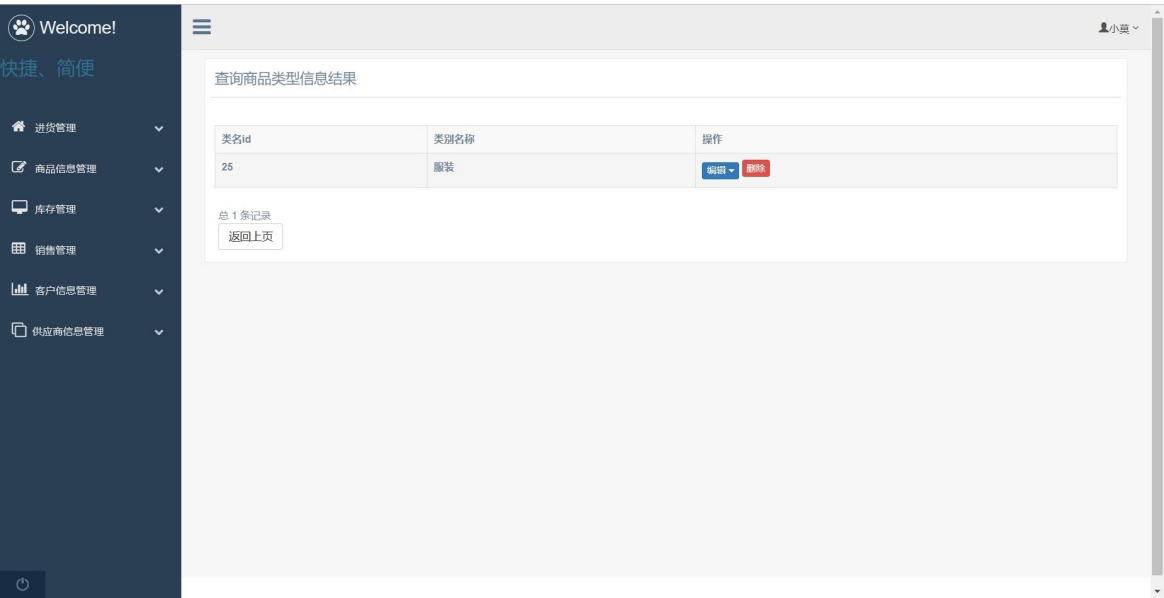 Welcome!
小莫
快捷、简便
查询商品类型信息结果
进货管理
商品信息管理
库存管理
销售管理
客户信息管理
供应商信息管理
类名id 类别名称 操作
25 服装 编辑 删除
总 1 条记录
返回上页